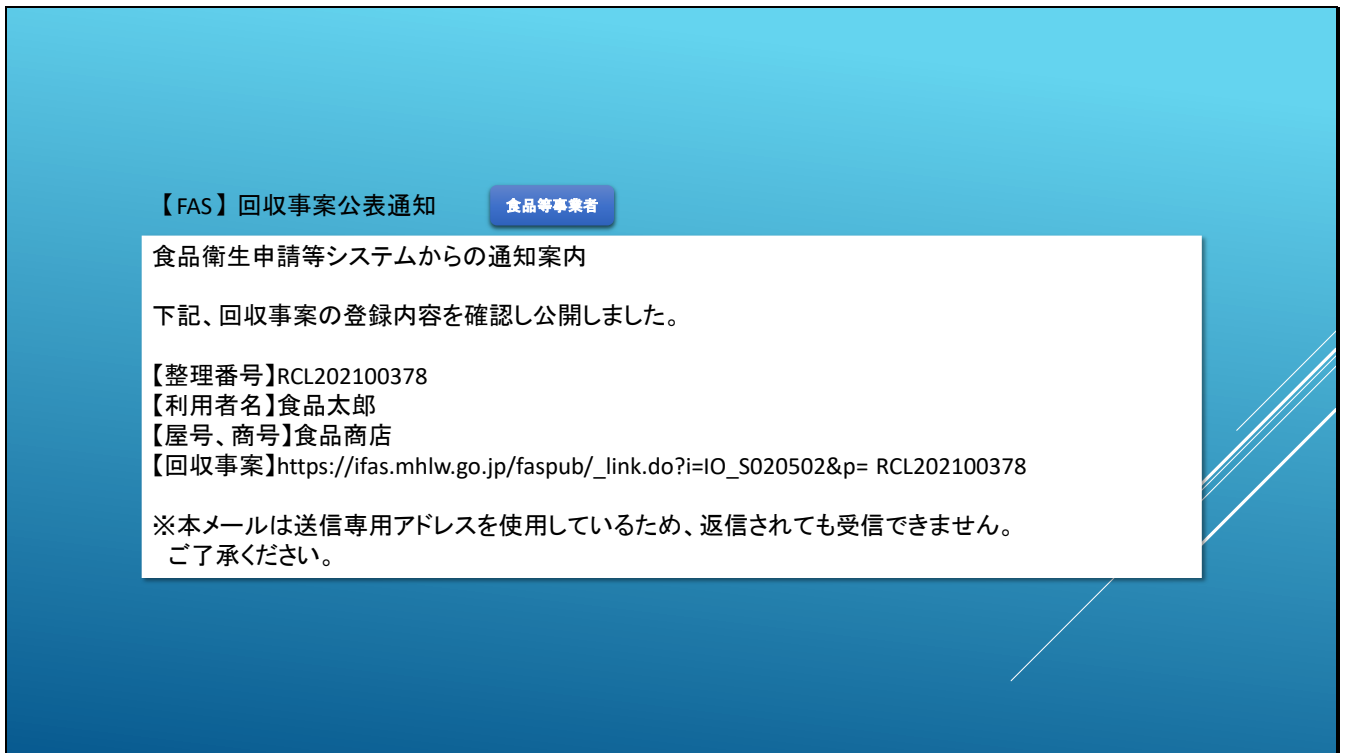 【FAS】回収事案公表通知
食品等事業者
食品衛生申請等システムからの通知案内
下記、回収事案の登録内容を確認し公開しました。
【整理番号】RCL202100378
【利用者名】食品太郎
【屋号、商号】食品商店
【回収事案】https://ifas.mhlw.go.jp/faspub/_link.do?i=IO_S020502&p= RCL202100378
※本メールは送信専用アドレスを使用しているため、返信されても受信できません。
ご了承ください。